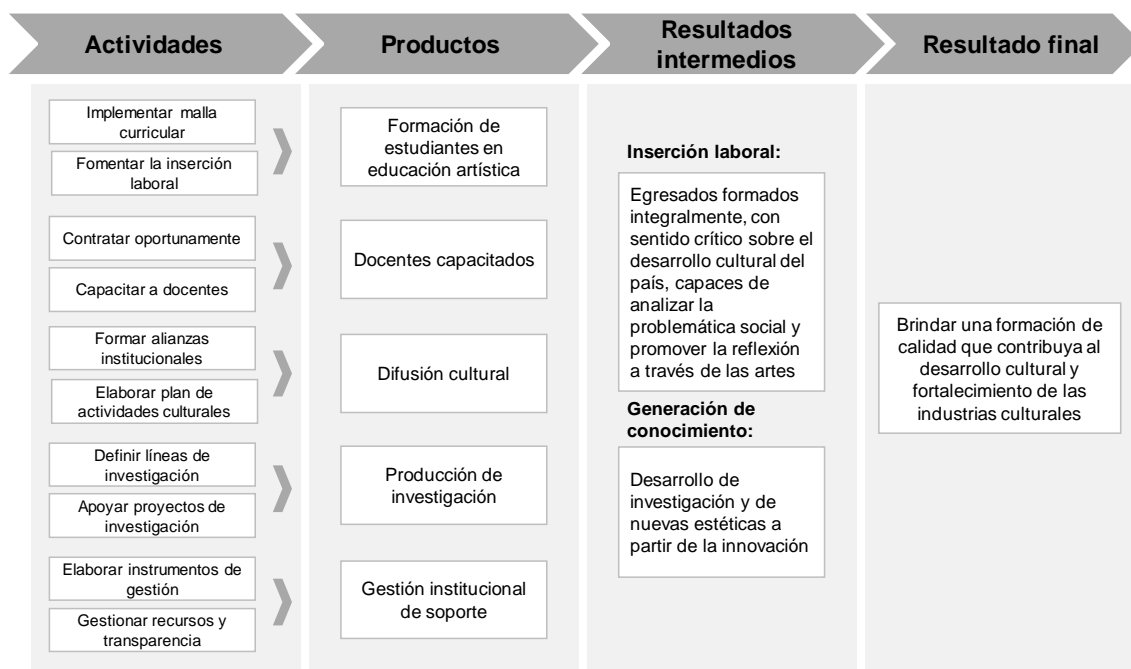 Actividades
Productos
Resultados
intermedios
Resultado final
Implementar malla
curricular
Fomentar la inserción
laboral
Contratar oportunamente
Capacitar a docentes
Formar alianzas
institucionales
Elaborar plan de
actividades culturales
Definir líneas de
investigación
Apoyar proyectos de
investigación
Elaborar instrumentos de
gestión
Gestionar recursos y
transparencia
Formación de
estudiantes en
educación artística
Docentes capacitados
Difusión cultural
Producción de
investigación
Gestión institucional
de soporte
Inserción laboral:
Egresados formados
integralmente, con
sentido crítico sobre el
desarrollo cultural del
país, capaces de
analizar la
problemática social y
promover la reflexión
a través de las artes
Generación de
conocimiento:
Desarrollo de
investigación y de
nuevas estéticas a
partir de la innovación
Brindar una formación de
calidad que contribuya al
desarrollo cultural y
fortalecimiento de las
industrias culturales